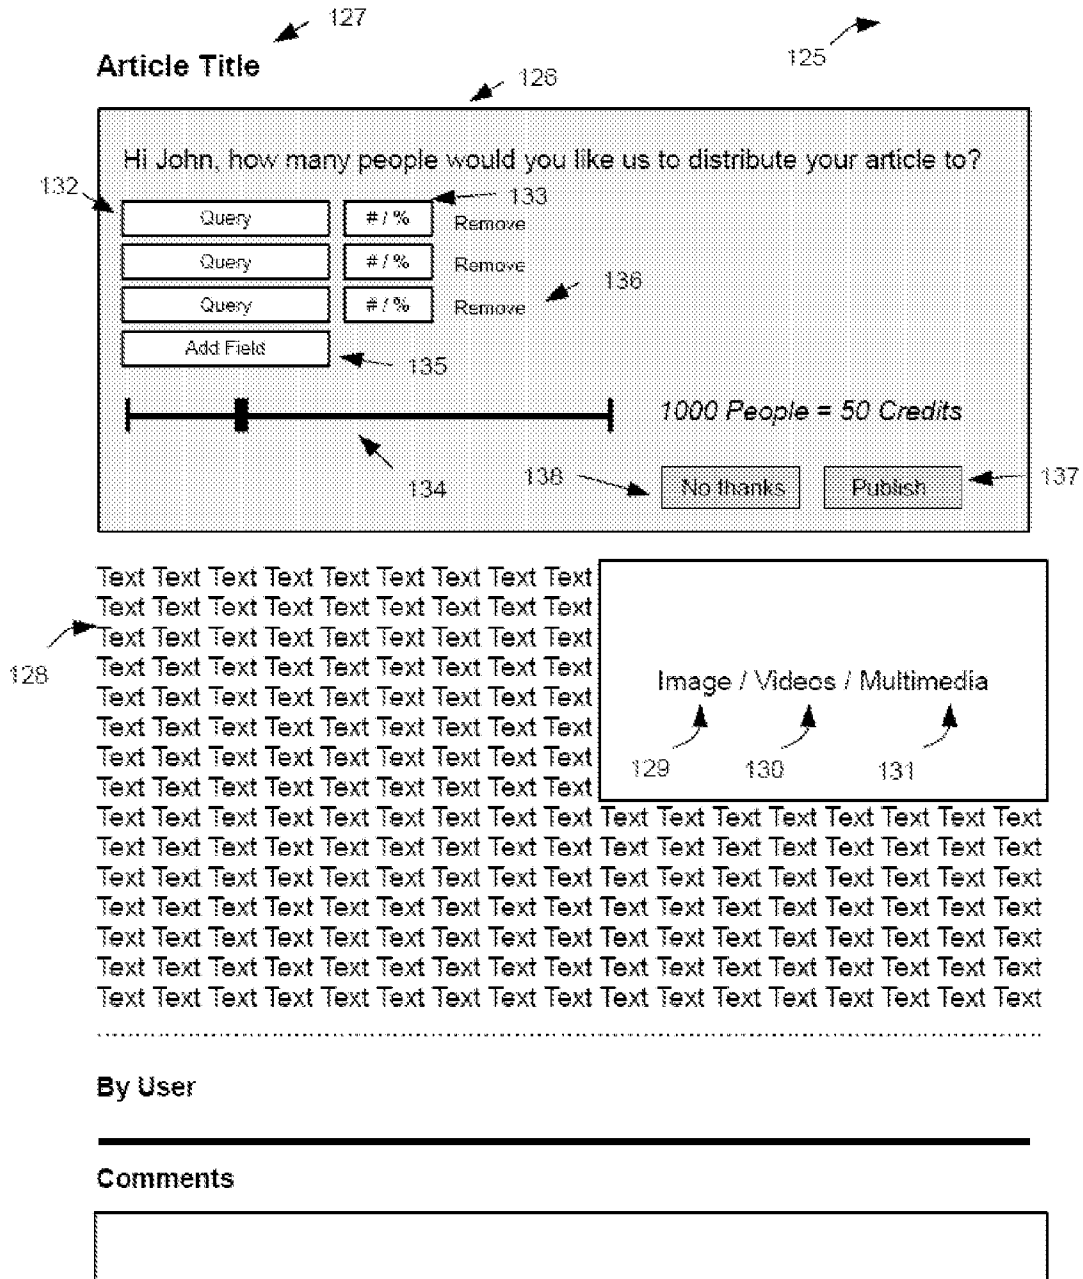 127
125
Article Title
126
Hi John, how many people would you like us to distribute your article to?
132
133
Query # / % Remove
Query # / % Remove
136
Query # / % Remove
Add Field
135
1000 People = 50 Credits
134
138
No thanks Publish
137
Text Text Text Text Text Text Text Text Text
Text Text Text Text Text Text Text Text Text
Text Text Text Text Text Text Text Text Text
128
Text Text Text Text Text Text Text Text Text
Text Text Text Text Text Text Text Text Text
Text Text Text Text Text Text Text Text Text
Text Text Text Text Text Text Text Text Text
Text Text Text Text Text Text Text Text Text
Image / Videos / Multimedia
129 130 131
Text Text Text Text Text Text Text Text Text Text Text Text Text Text Text Text Text
Text Text Text Text Text Text Text Text Text Text Text Text Text Text Text Text Text
Text Text Text Text Text Text Text Text Text Text Text Text Text Text Text Text Text
Text Text Text Text Text Text Text Text Text Text Text Text Text Text Text Text Text
Text Text Text Text Text Text Text Text Text Text Text Text Text Text Text Text Text
Text Text Text Text Text Text Text Text Text Text Text Text Text Text Text Text Text
Text Text Text Text Text Text Text Text Text Text Text Text Text Text Text Text Text
By User
Comments